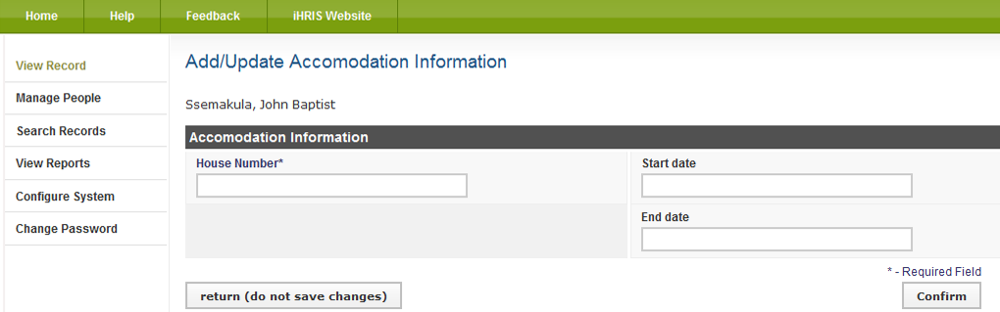 Home Help Feedback iHRIS Website
View Record
Manage People
Search Records
View Reports
Configure System
Change Password
Add/Update Accomodation Information
Ssemakula, John Baptist
Accomodation Information
House Number*
Start date
End date
* - Required Field
return (do not save changes)
Confirm